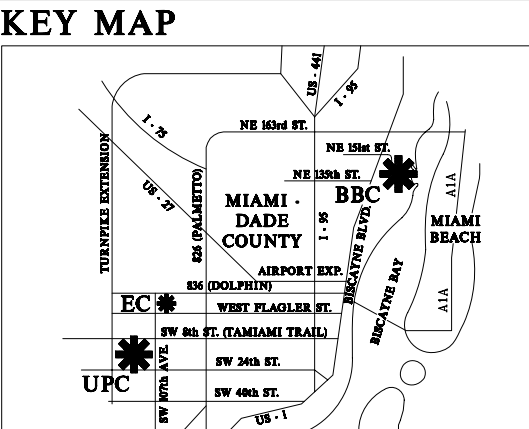 KEY MAP
US - 441
I - 95
I - 75
NE 163rd ST.
NE 151st ST.
NE 135th ST.
BBC
A1A
TURNPIKE EXTENSION
US - 27
826 (PALMETTO)
MIAMI -
DADE
COUNTY
I - 95
BISCAYNE BLVD.
MIAMI
BEACH
AIRPORT EXP.
836 (DOLPHIN)
BISCAYNE BAY
A1A
EC
WEST FLAGLER ST.
SW 8th ST. (TAMIAMI TRAIL)
UPC
SW 107th AVE.
SW 24th ST.
SW 40th ST.
US - 1